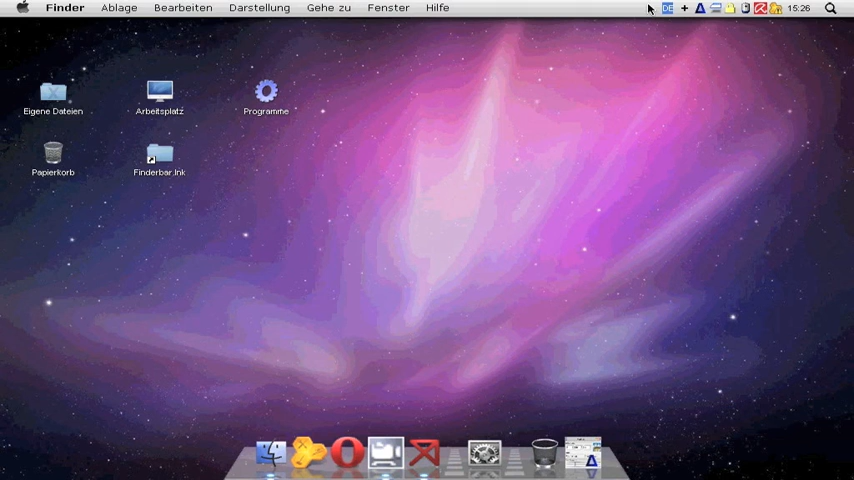 Finder Ablage Bearbeiten Darstellung Gehe zu Fenster Hilfe DE 15:26
Eigene Dateien Arbeitsplatz Programme
Papierkorb Finderbar.lnk